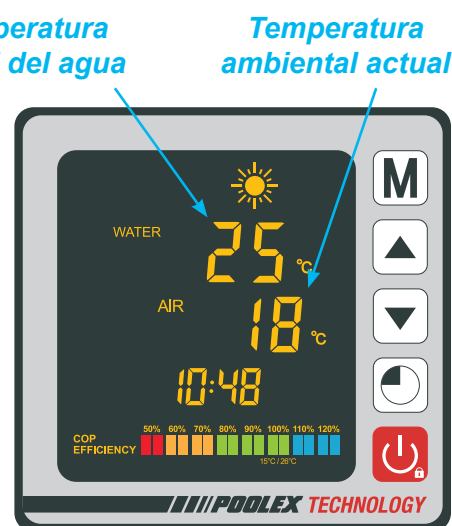 peratura
del agua
Temperatura
ambiental actual
M
WATER
25 °C
AIR
18 °C
10:48
50% 60% 70% 80% 90% 100% 110% 120%
COP
EFFICIENCY
15°C / 26°C
POOLEX TECHNOLOGY